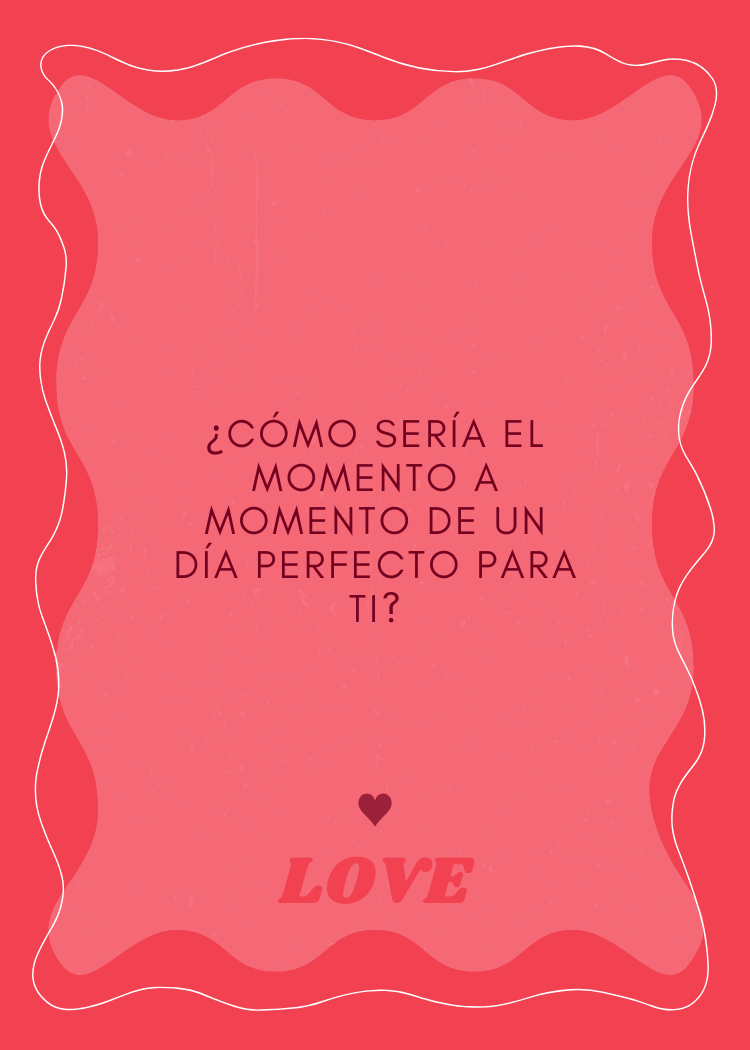 ¿CÓMO SERÍA EL
MOMENTO A
MOMENTO DE UN
DÍA PERFECTO PARA
TI?
LOVE